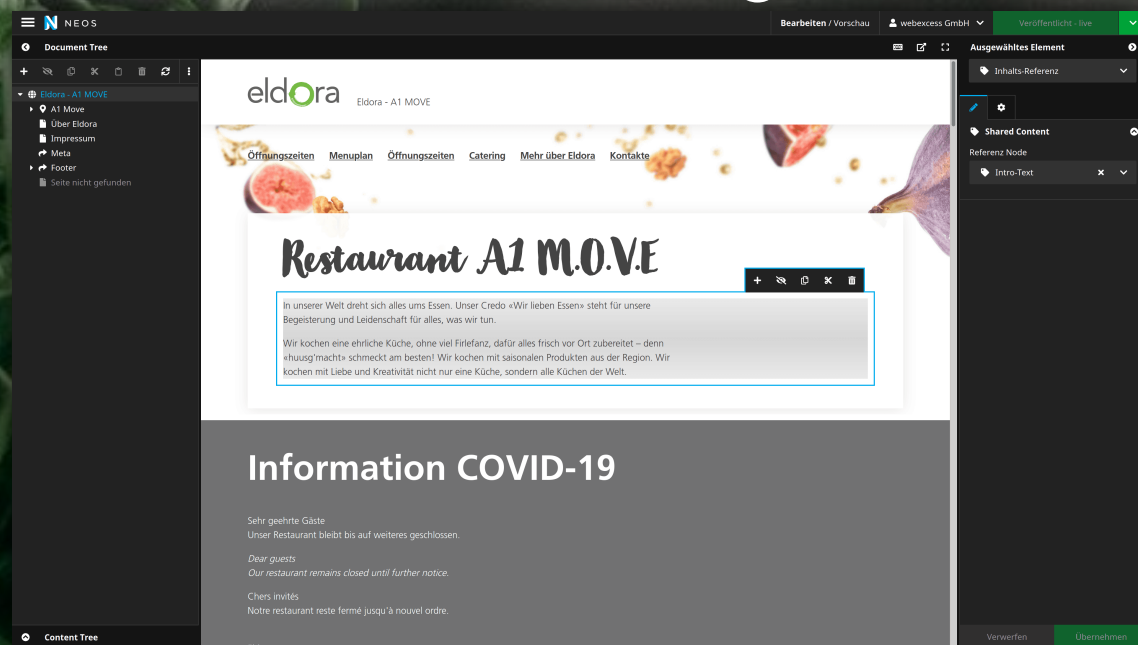 NEOS
Bearbeiten / Vorschau
webexcess GmbH
Veröffentlicht - live
Document Tree
Ausgewähltes Element
Inhalts-Referenz
Eldora - A1 MOVE
A1 Move
Über Eldora
Impressum
Meta
Footer
Seite nicht gefunden
eldora
Eldora - A1 MOVE
Öffnungszeiten Menuplan Öffnungszeiten Catering Mehr über Eldora Kontakte
Shared Content
Referenz Node
Intro-Text
Restaurant A1 M.O.V.E
In unserer Welt dreht sich alles ums Essen. Unser Credo «Wir lieben Essen» steht für unsere
Begeisterung und Leidenschaft für alles, was wir tun.
Wir kochen eine ehrliche Küche, ohne viel Firlefanz, dafür alles frisch vor Ort zubereitet – denn
«huusg'macht» schmeckt am besten! Wir kochen mit saisonalen Produkten aus der Region. Wir
kochen mit Liebe und Kreativität nicht nur eine Küche, sondern alle Küchen der Welt.
Information COVID-19
Sehr geehrte Gäste
Unser Restaurant bleibt bis auf weiteres geschlossen.
Dear guests
Our restaurant remains closed until further notice.
Chers invités
Notre restaurant reste fermé jusqu'à nouvel ordre.
Content Tree
Verwerfen
Übernehmen